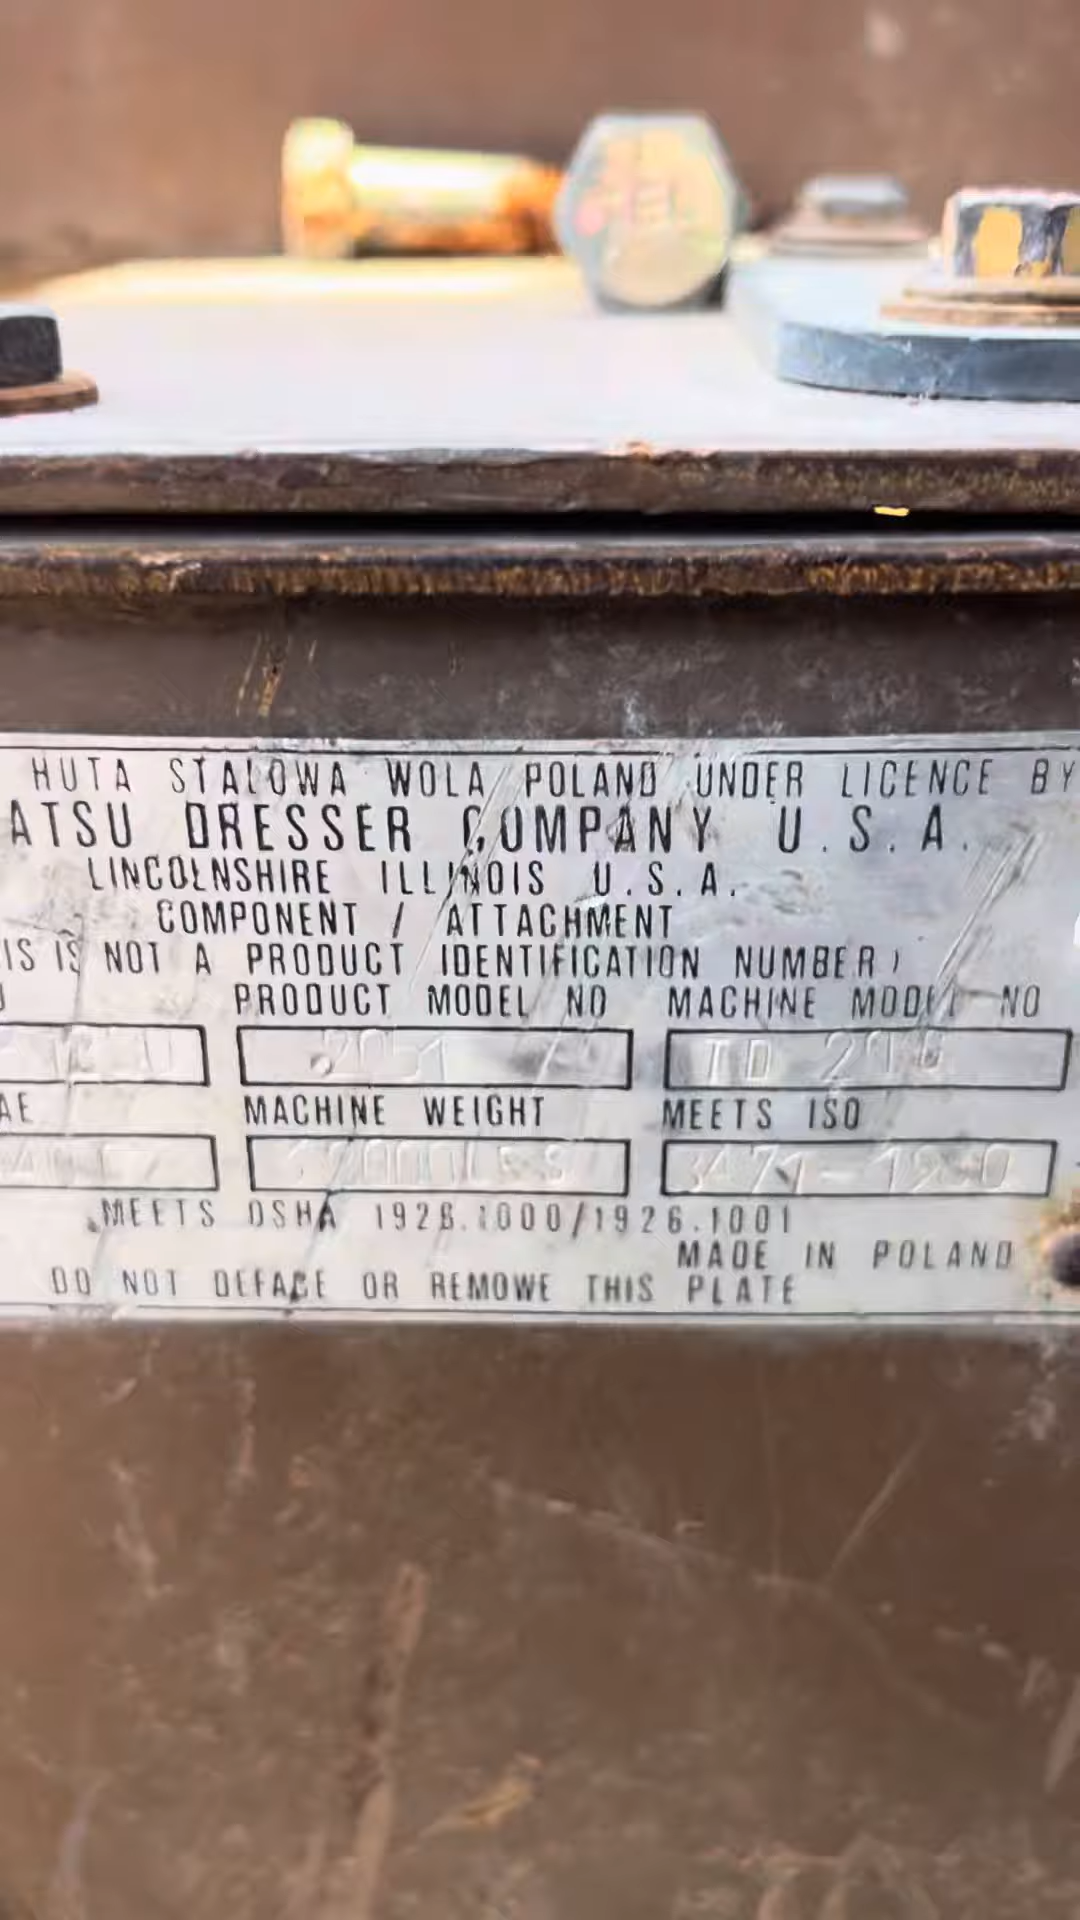 HUTA STALOWA WOLA POLAND UNDER LICENCE BY
ATSU DRESSER COMPANY U.S.A.
LINCOLNSHIRE ILLINOIS U.S.A.
COMPONENT / ATTACHMENT
IS IS NOT A PRODUCT IDENTIFICATION NUMBER)
PRODUCT MODEL NO MACHINE MODEL NO
2051 TD
AE MACHINE WEIGHT MEETS ISO
MEETS OSHA 1926.1000/1926.1001
MADE IN POLAND
DO NOT DEFACE OR REMOWE THIS PLATE